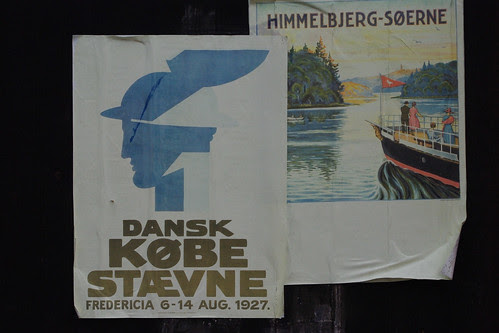 DANSK
KØBE
STÆVNE
FREDERICIA 6-14 AUG. 1927.
HIMMELBJERG-SØERNE